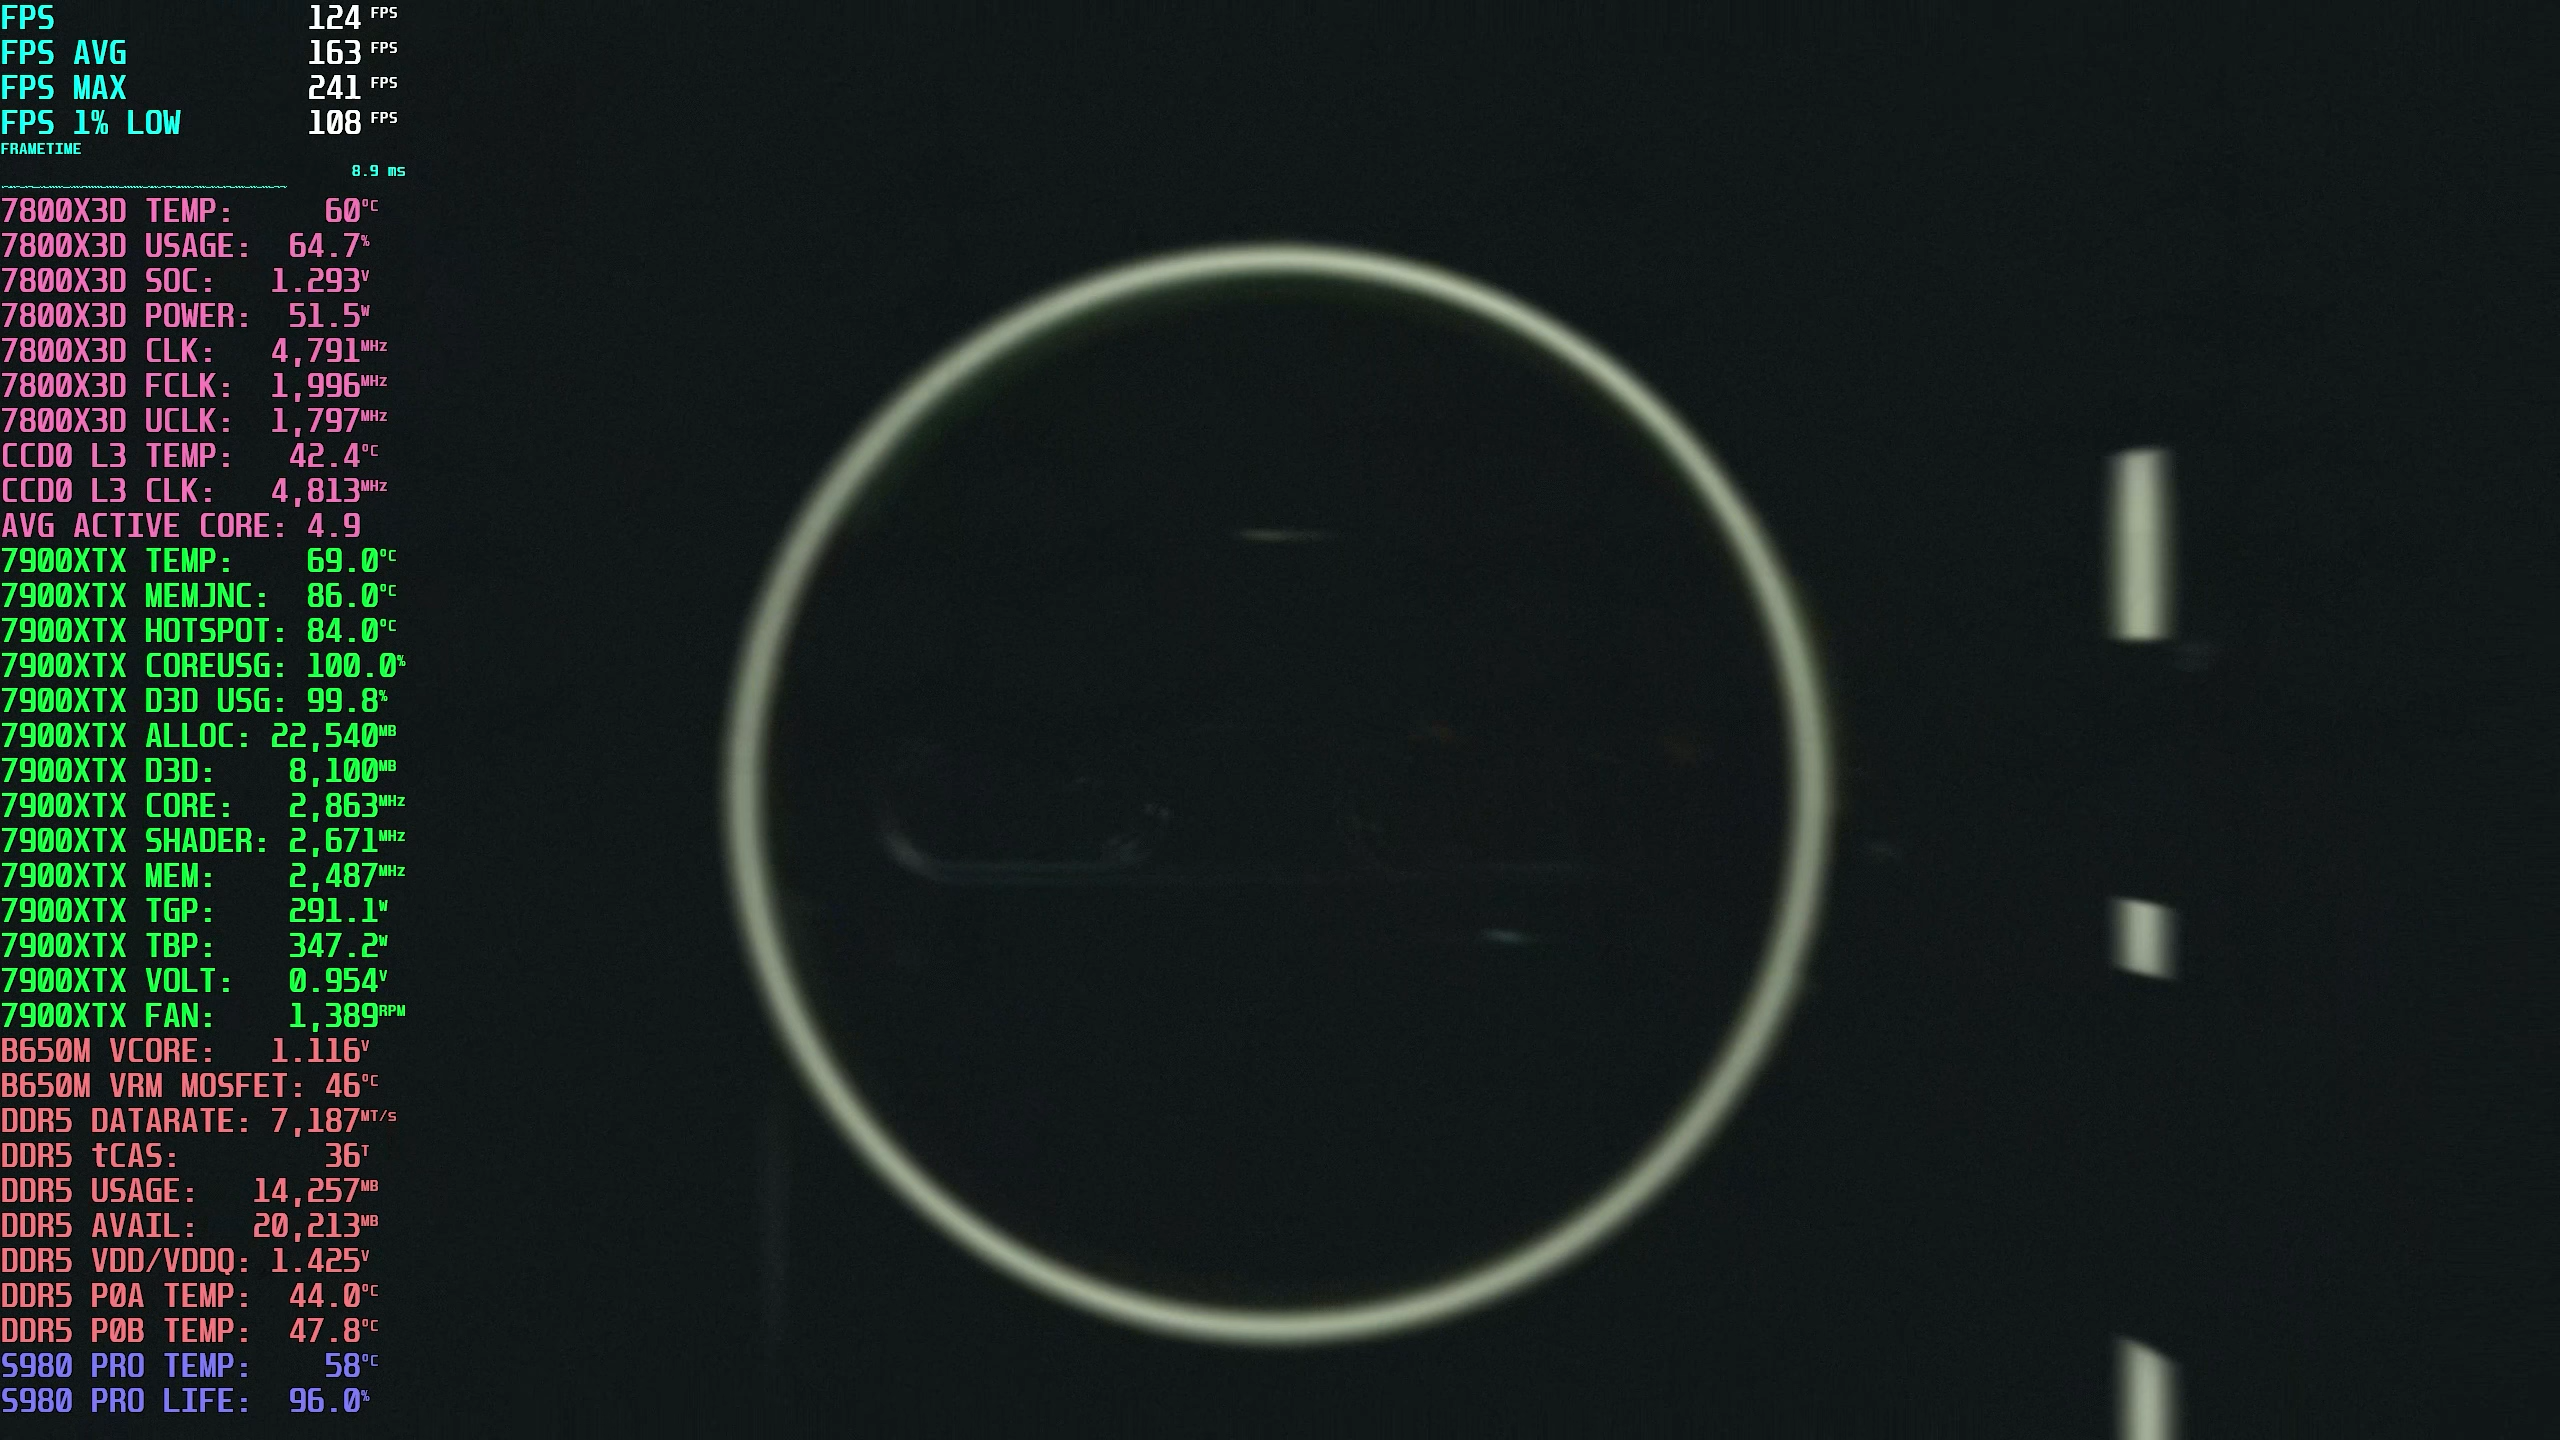 FPS 124 FPS
FPS AVG 163 FPS
FPS MAX 241 FPS
FPS 1% LOW 108 FPS
FRAMETIME
8.9 ms
7800X3D TEMP: 60°C
7800X3D USAGE: 64.7%
7800X3D SOC: 1.293V
7800X3D POWER: 51.5W
7800X3D CLK: 4,791MHz
7800X3D FCLK: 1,996MHz
7800X3D UCLK: 1,797MHz
CCD0 L3 TEMP: 42.4°C
CCD0 L3 CLK: 4,813MHz
AVG ACTIVE CORE: 4.9
7900XTX TEMP: 69.0°C
7900XTX MEMJNC: 86.0°C
7900XTX HOTSPOT: 84.0°C
7900XTX COREUSG: 100.0%
7900XTX D3D USG: 99.8%
7900XTX ALLOC: 22,540MB
7900XTX D3D: 8,100MB
7900XTX CORE: 2,863MHz
7900XTX SHADER: 2,671MHz
7900XTX MEM: 2,487MHz
7900XTX TGP: 291.1W
7900XTX TBP: 347.2W
7900XTX VOLT: 0.954V
7900XTX FAN: 1,389RPM
B650M VCORE: 1.116V
B650M VRM MOSFET: 46°C
DDR5 DATARATE: 7,187MT/s
DDR5 tCAS: 36T
DDR5 USAGE: 14,257MB
DDR5 AVAIL: 20,213MB
DDR5 VDD/VDDQ: 1.425V
DDR5 P0A TEMP: 44.0°C
DDR5 P0B TEMP: 47.8°C
S980 PRO TEMP: 58°C
S980 PRO LIFE: 96.0%